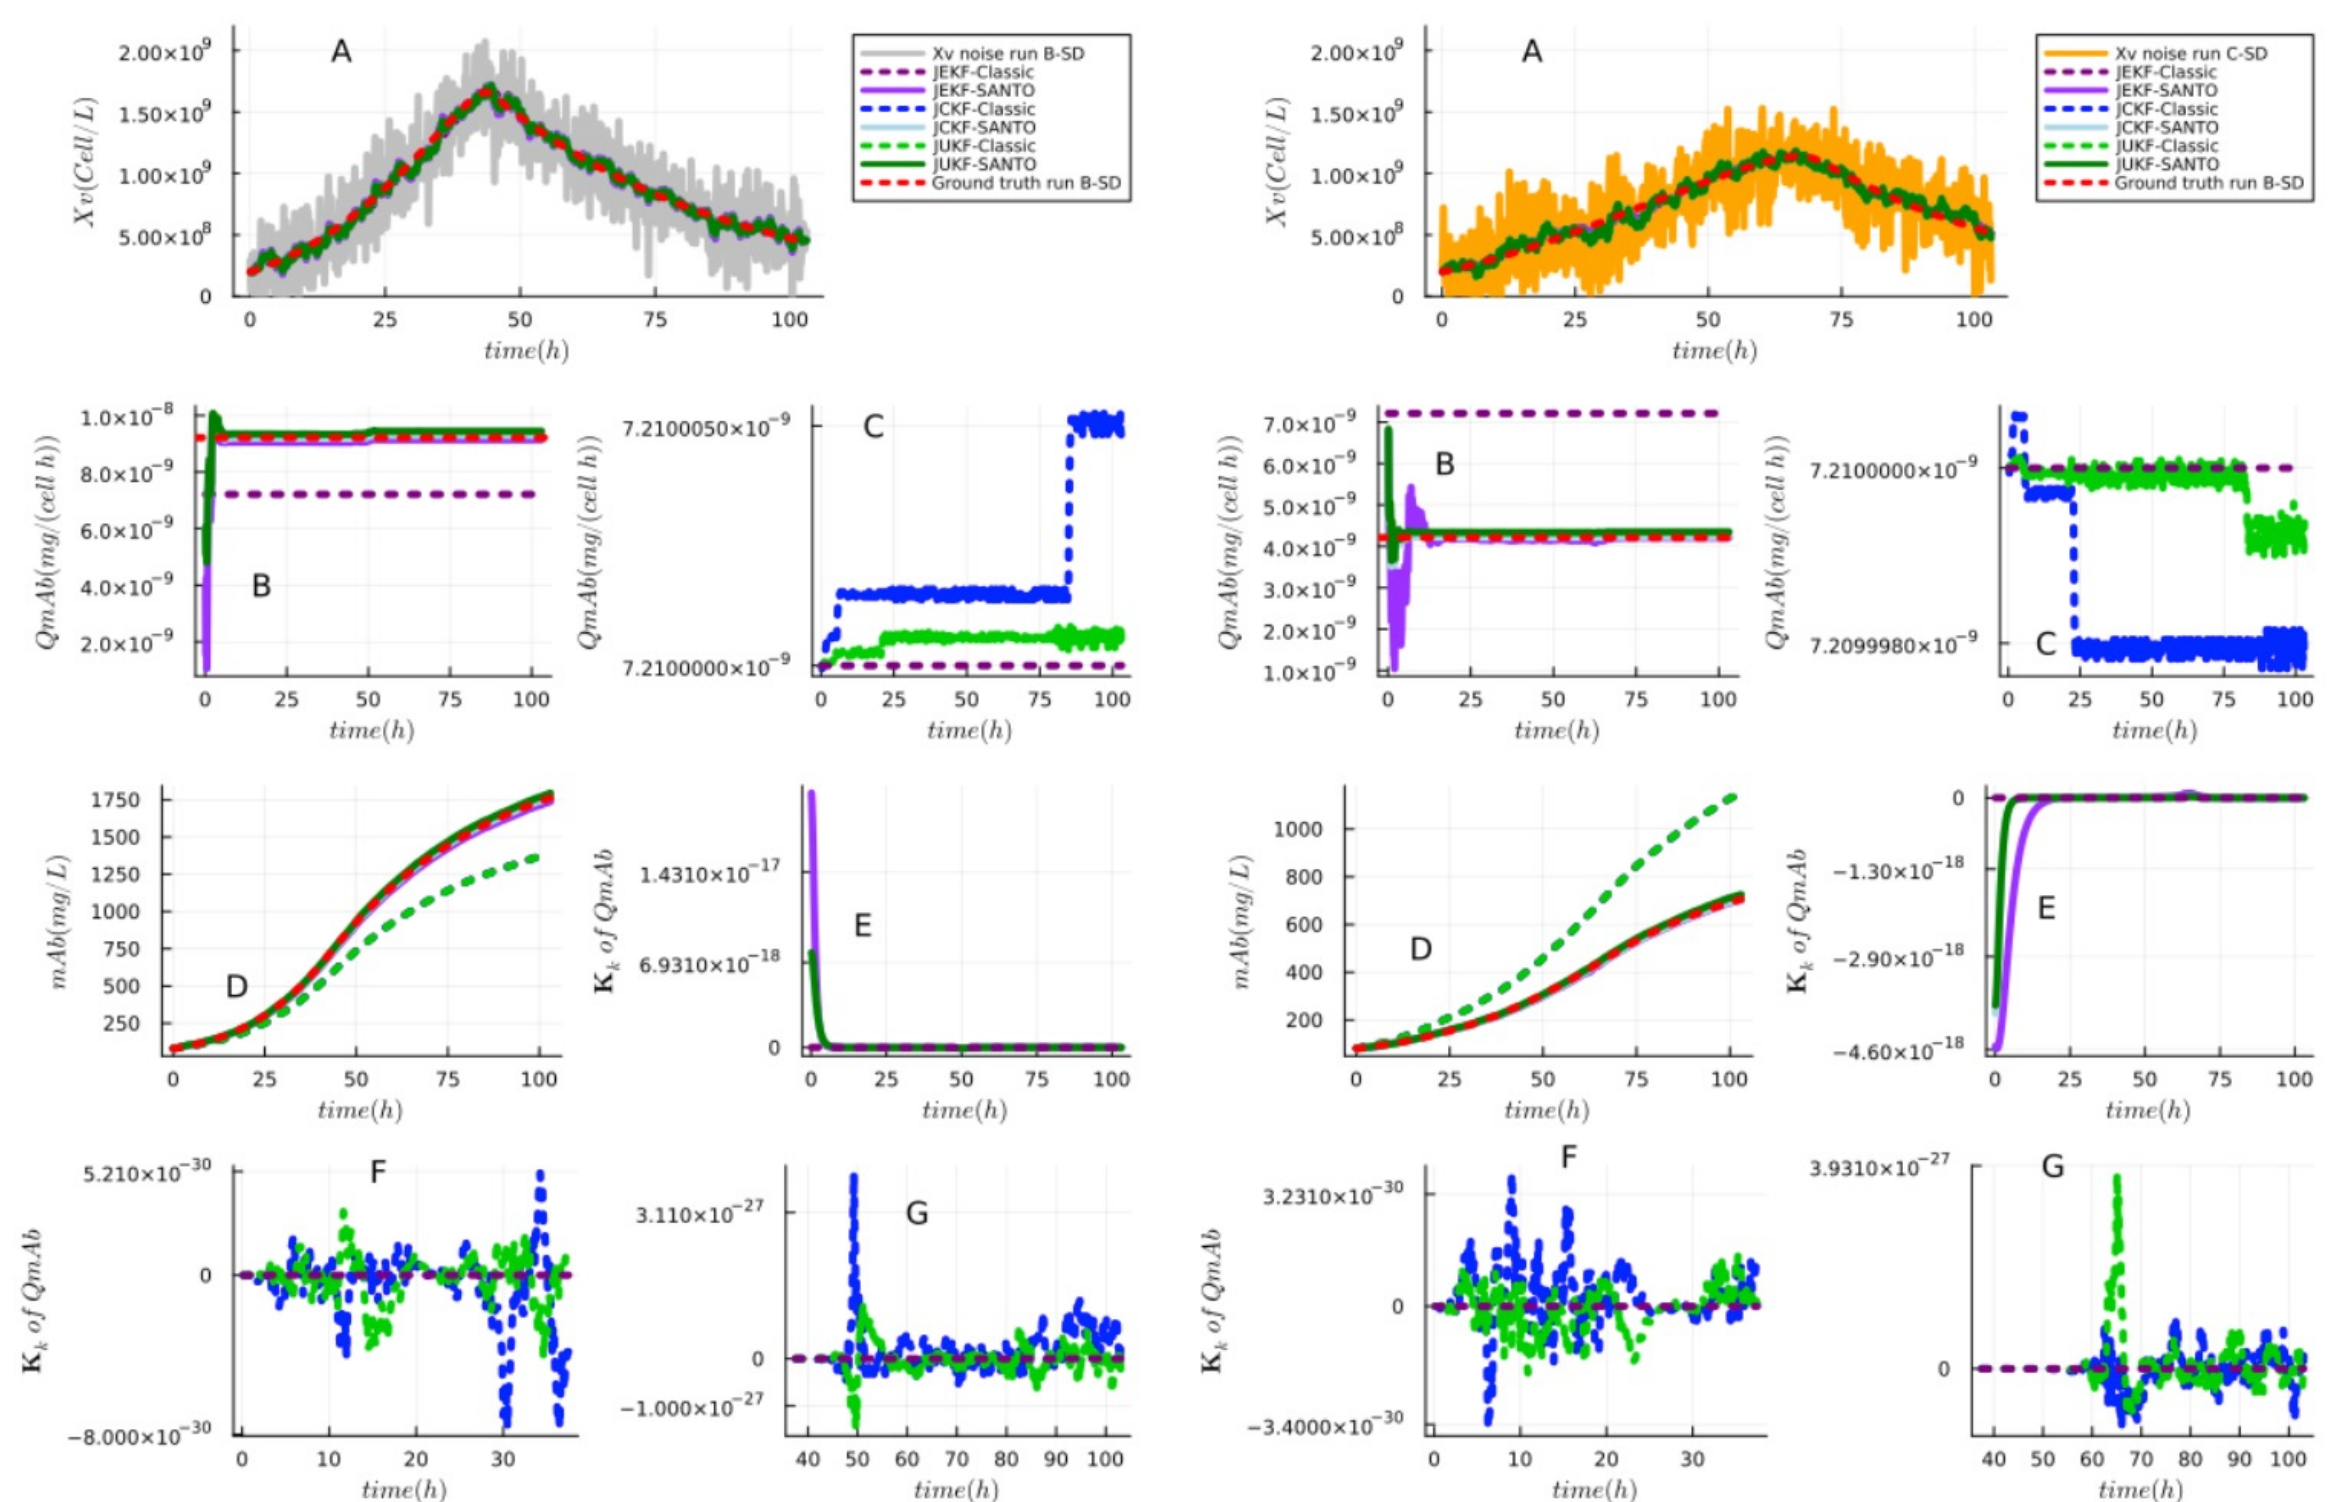 A
Xv(Cell/L)
2.00×10⁹
1.50×10⁹
1.00×10⁹
5.00×10⁸
0
0 25 50 75 100
time(h)
Xv noise run B-SD
JEKF-Classic
JEKF-SANTO
JCKF-Classic
JCKF-SANTO
JUKF-Classic
JUKF-SANTO
Ground truth run B-SD
A
Xv(Cell/L)
2.00×10⁹
1.50×10⁹
1.00×10⁹
5.00×10⁸
0
0 25 50 75 100
time(h)
Xv noise run C-SD
JEKF-Classic
JEKF-SANTO
JCKF-Classic
JCKF-SANTO
JUKF-Classic
JUKF-SANTO
Ground truth run B-SD
B
QmAb(mg/(cell h))
1.0×10⁻⁸
8.0×10⁻⁹
6.0×10⁻⁹
4.0×10⁻⁹
2.0×10⁻⁹
0 25 50 75 100
time(h)
C
QmAb(mg/(cell h))
7.2100050×10⁻⁹
7.2100000×10⁻⁹
0 25 50 75 100
time(h)
B
QmAb(mg/(cell h))
7.0×10⁻⁹
6.0×10⁻⁹
5.0×10⁻⁹
4.0×10⁻⁹
3.0×10⁻⁹
2.0×10⁻⁹
1.0×10⁻⁹
0 25 50 75 100
time(h)
C
QmAb(mg/(cell h))
7.2100000×10⁻⁹
7.2099980×10⁻⁹
0 25 50 75 100
time(h)
D
mAb(mg/L)
1750
1500
1250
1000
750
500
250
0 25 50 75 100
time(h)
E
Kₖ of QmAb
1.4310×10⁻¹⁷
6.9310×10⁻¹⁸
0
0 25 50 75 100
time(h)
D
mAb(mg/L)
1000
800
600
400
200
0 25 50 75 100
time(h)
E
Kₖ of QmAb
0
−1.30×10⁻¹⁸
−2.90×10⁻¹⁸
−4.60×10⁻¹⁸
0 25 50 75 100
time(h)
F
Kₖ of QmAb
5.210×10⁻³⁰
0
−8.000×10⁻³⁰
0 10 20 30
time(h)
G
3.110×10⁻²⁷
0
−1.000×10⁻²⁷
40 50 60 70 80 90 100
time(h)
F
Kₖ of QmAb
3.2310×10⁻³⁰
0
−3.4000×10⁻³⁰
0 10 20 30
time(h)
G
3.9310×10⁻²⁷
0
40 50 60 70 80 90 100
time(h)